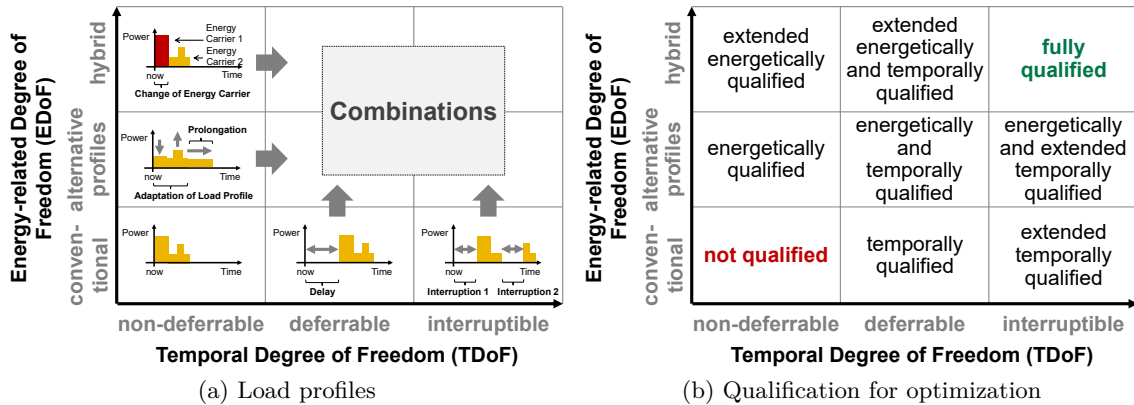 Energy-related Degree of
Freedom (EDoF)
hybrid
alternative
profiles
conven-
tional
Power
Energy
Carrier 1
Energy
Carrier 2
now
Time
Change of Energy Carrier
Combinations
Power
Prolongation
now
Time
Adaptation of Load Profile
Power
now
Time
Power
now
Time
Delay
Power
now
Time
Interruption 1
Interruption 2
non-deferrable
deferrable
interruptible
Temporal Degree of Freedom (TDoF)
(a) Load profiles
Energy-related Degree of
Freedom (EDoF)
hybrid
alternative
profiles
conven-
tional
extended
energetically
qualified
extended
energetically
and temporally
qualified
fully
qualified
energetically
qualified
energetically
and
temporally
qualified
energetically
and extended
temporally
qualified
not qualified
temporally
qualified
extended
temporally
qualified
non-deferrable
deferrable
interruptible
Temporal Degree of Freedom (TDoF)
(b) Qualification for optimization